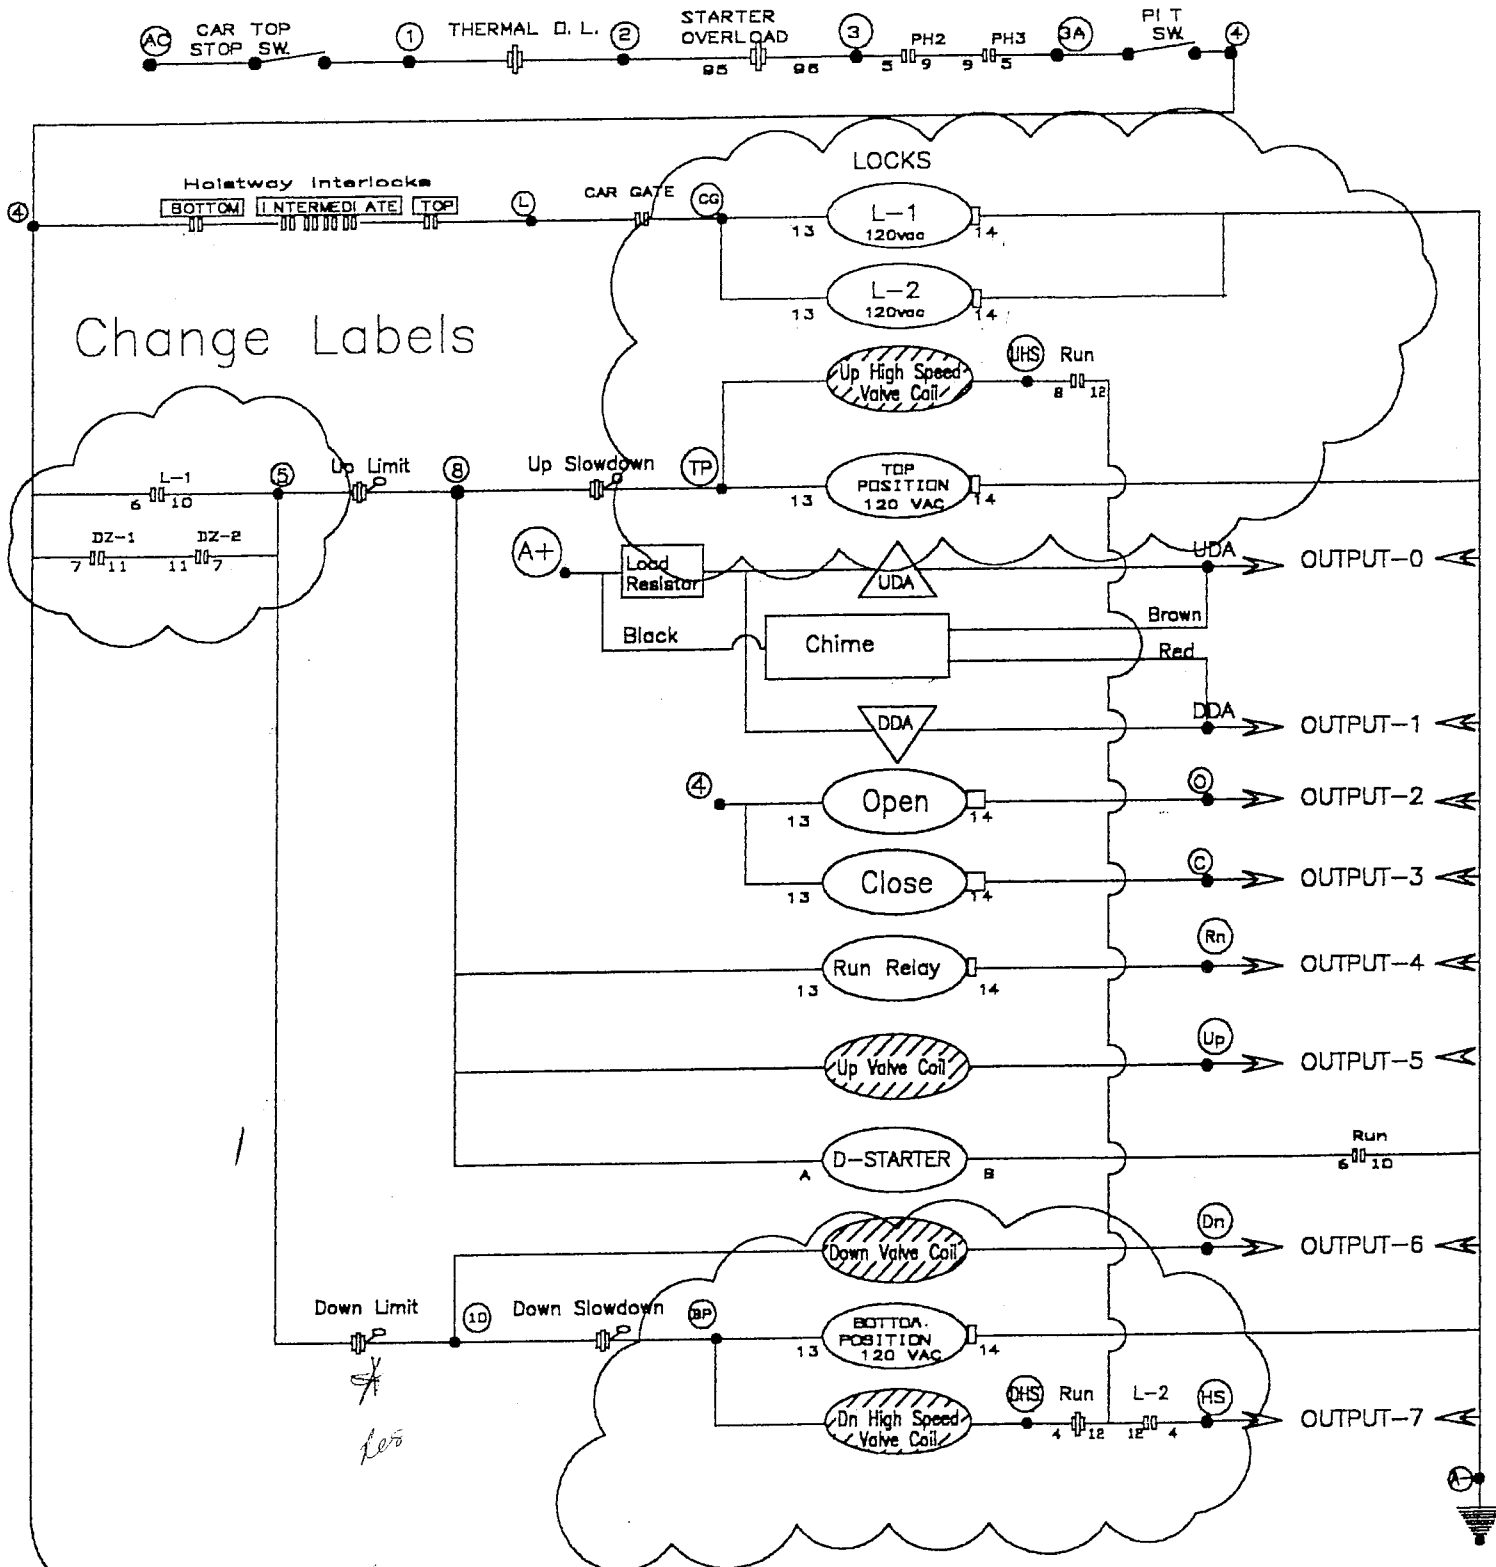 AC
CAR TOP
STOP SW.
1
THERMAL O. L.
2
STARTER
OVERLOAD
95
96
3
PH2
5
9
PH3
9
5
3A
PIT
SW.
4
4
Hoistway Interlocks
BOTTOM
INTERMEDIATE
TOP
L
CAR GATE
CG
LOCKS
L-1
120vac
13
14
L-2
120vac
13
14
Change Labels
Up High Speed
Valve Coil
UHS
Run
8
12
L-1
6
10
5
Up Limit
8
Up Slowdown
TP
TOP
POSITION
120 VAC
13
14
DZ-1
7
11
DZ-2
11
7
A+
Load
Resistor
UDA
UDA
OUTPUT-0
Black
Chime
Brown
Red
DDA
DDA
OUTPUT-1
4
Open
13
14
O
OUTPUT-2
Close
13
14
C
OUTPUT-3
Run Relay
13
14
Rn
OUTPUT-4
Up Valve Coil
Up
OUTPUT-5
D-STARTER
A
B
Run
6
10
Down Valve Coil
Dn
OUTPUT-6
Down Limit
10
Down Slowdown
BP
BOTTOM
POSITION
120 VAC
13
14
Dn High Speed
Valve Coil
DHS
Run
4
12
L-2
12
4
HS
OUTPUT-7
A-